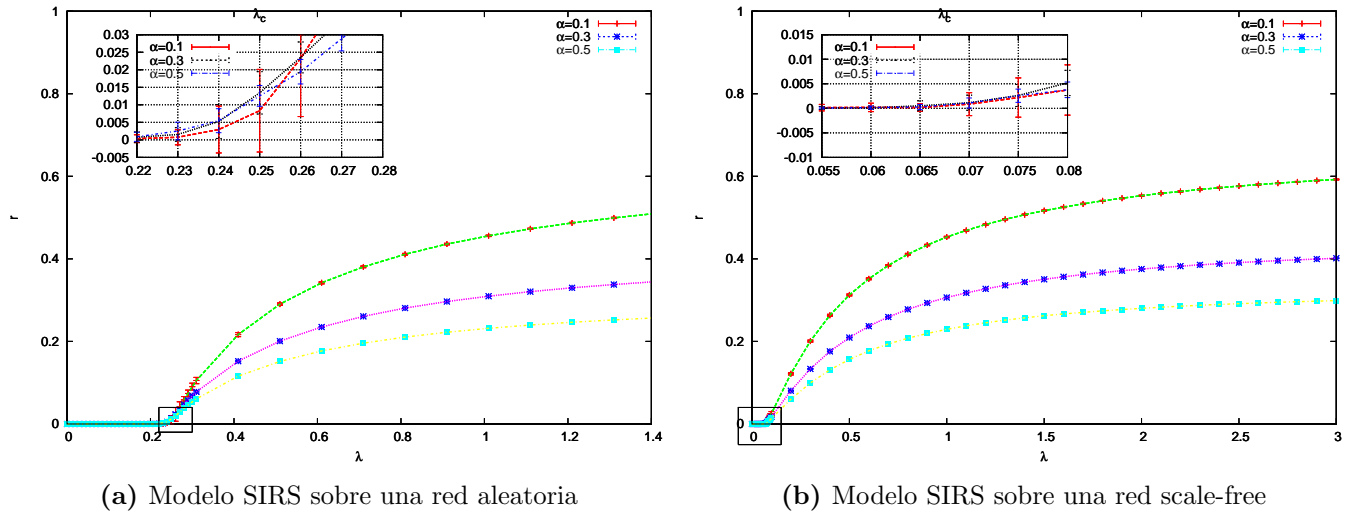 λc
α=0.1
α=0.3
α=0.5
0.03
0.025
0.02
0.015
0.01
0.005
0
-0.005
0.22 0.23 0.24 0.25 0.26 0.27 0.28
α=0.1
α=0.3
α=0.5
1
0.8
0.6
0.4
0.2
0
r
0 0.2 0.4 0.6 0.8 1 1.2 1.4
λ
(a) Modelo SIRS sobre una red aleatoria
λc
α=0.1
α=0.3
α=0.5
0.015
0.01
0.005
0
-0.005
-0.01
0.055 0.06 0.065 0.07 0.075 0.08
α=0.1
α=0.3
α=0.5
1
0.8
0.6
0.4
0.2
0
r
0 0.5 1 1.5 2 2.5 3
λ
(b) Modelo SIRS sobre una red scale-free